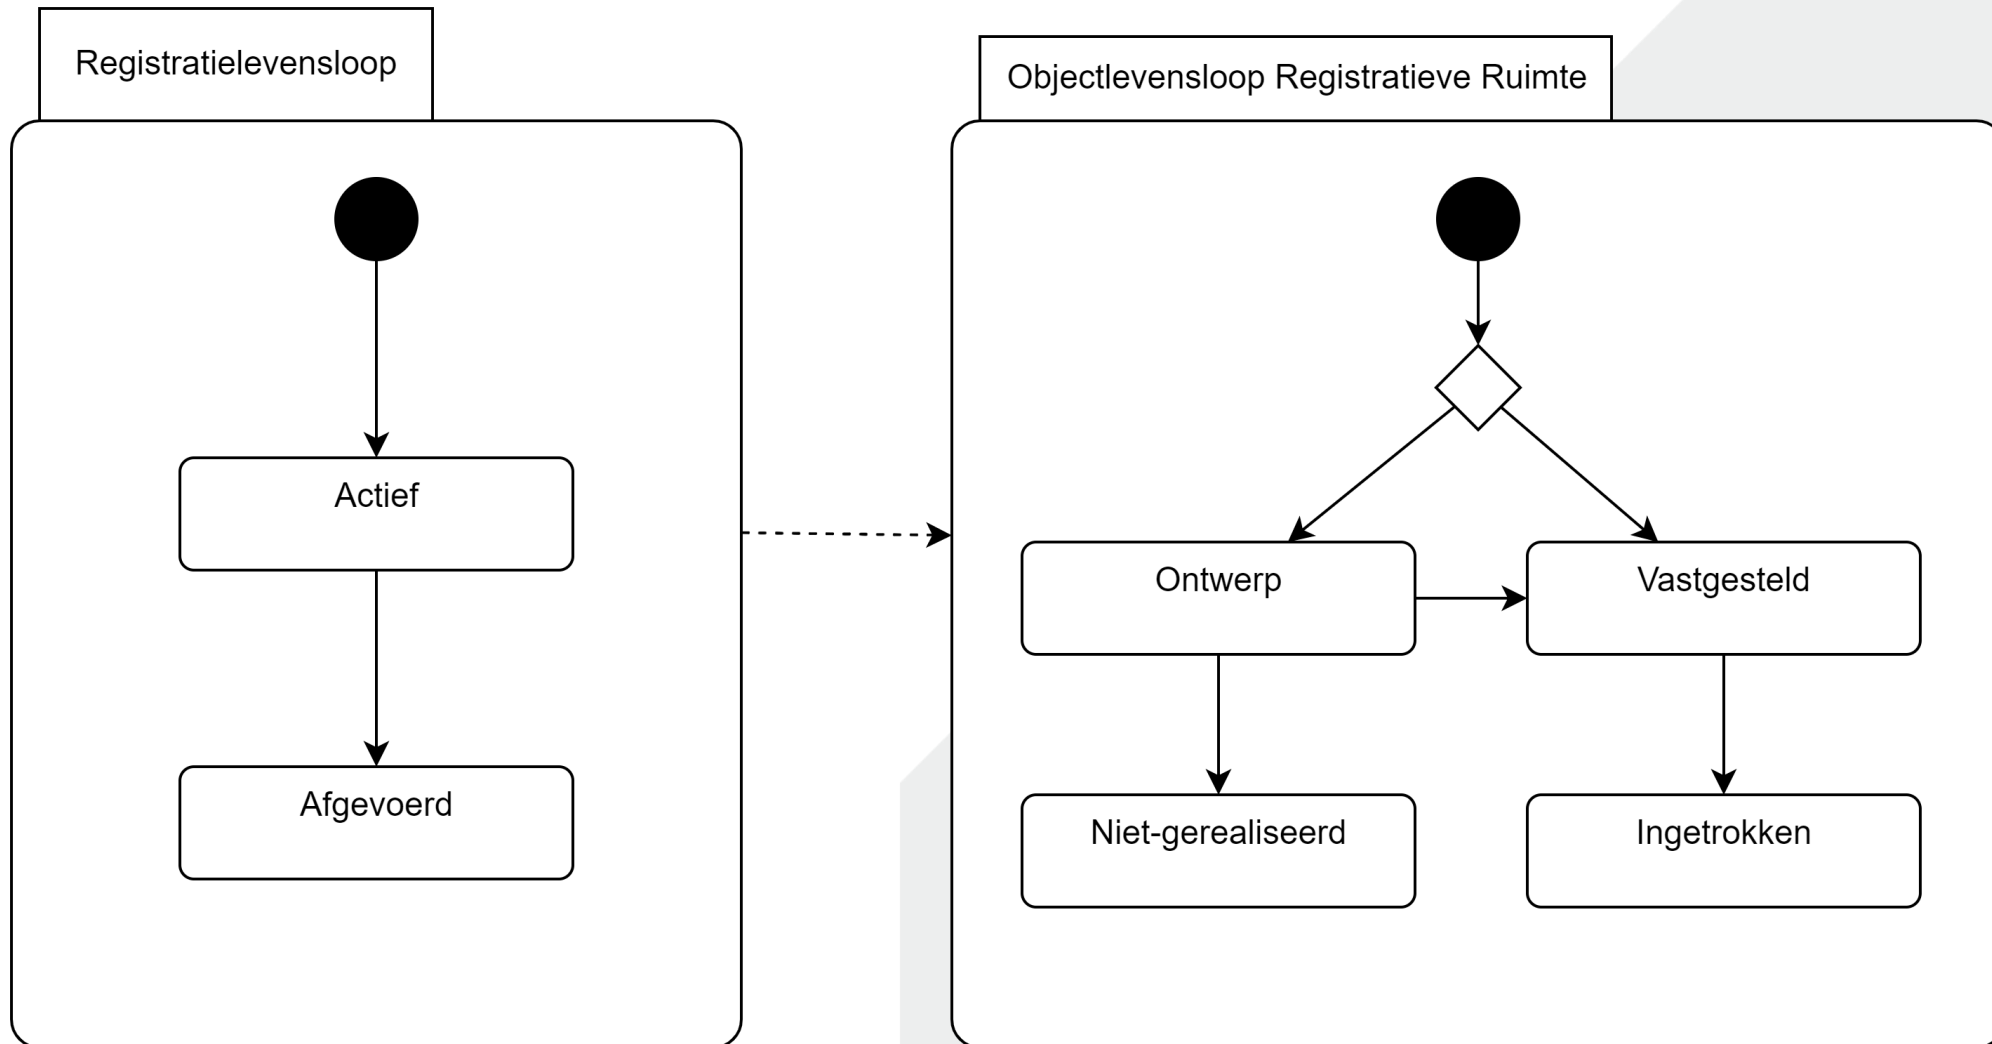 Registratielevensloop
Actief
Afgevoerd
Objectlevensloop Registratieve Ruimte
Ontwerp
Vastgesteld
Niet-gerealiseerd
Ingetrokken